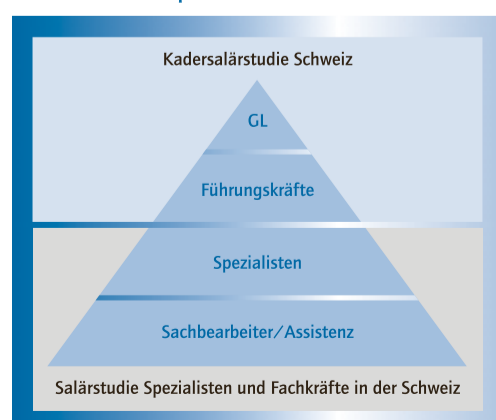 Kadersalärstudie Schweiz
GL
Führungskräfte
Spezialisten
Sachbearbeiter/Assistenz
Salärstudie Spezialisten und Fachkräfte in der Schweiz